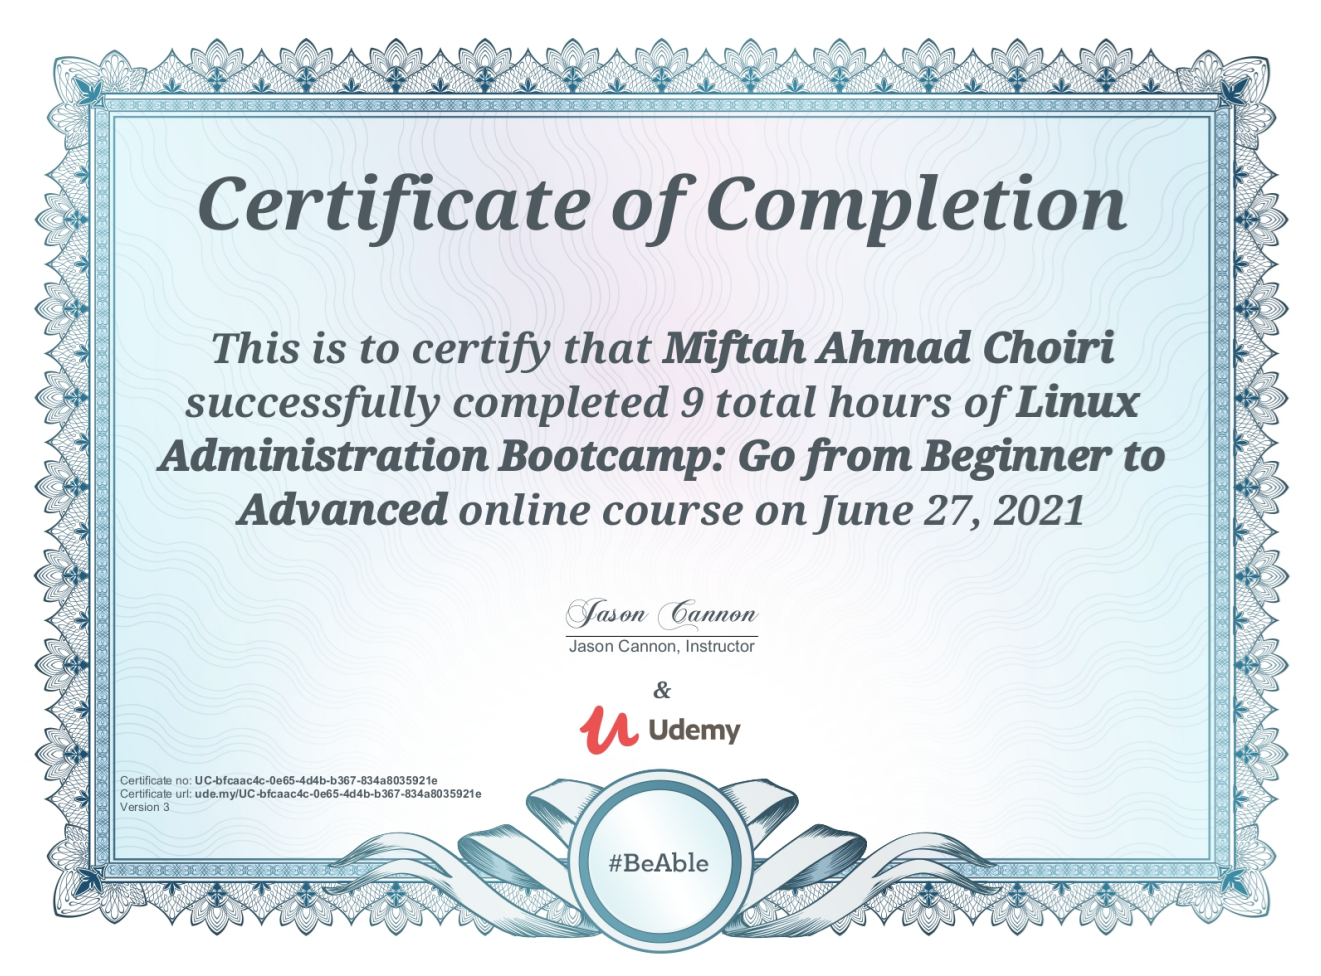 Certificate of Completion
This is to certify that Miftah Ahmad Choiri
successfully completed 9 total hours of Linux
Administration Bootcamp: Go from Beginner to
Advanced online course on June 27, 2021
Jason Cannon
Jason Cannon, Instructor
&
Udemy
Certificate no: UC-bfcaac4c-0e65-4d4b-b367-834a8035921e
Certificate url: ude.my/UC-bfcaac4c-0e65-4d4b-b367-834a8035921e
Version 3
#BeAble